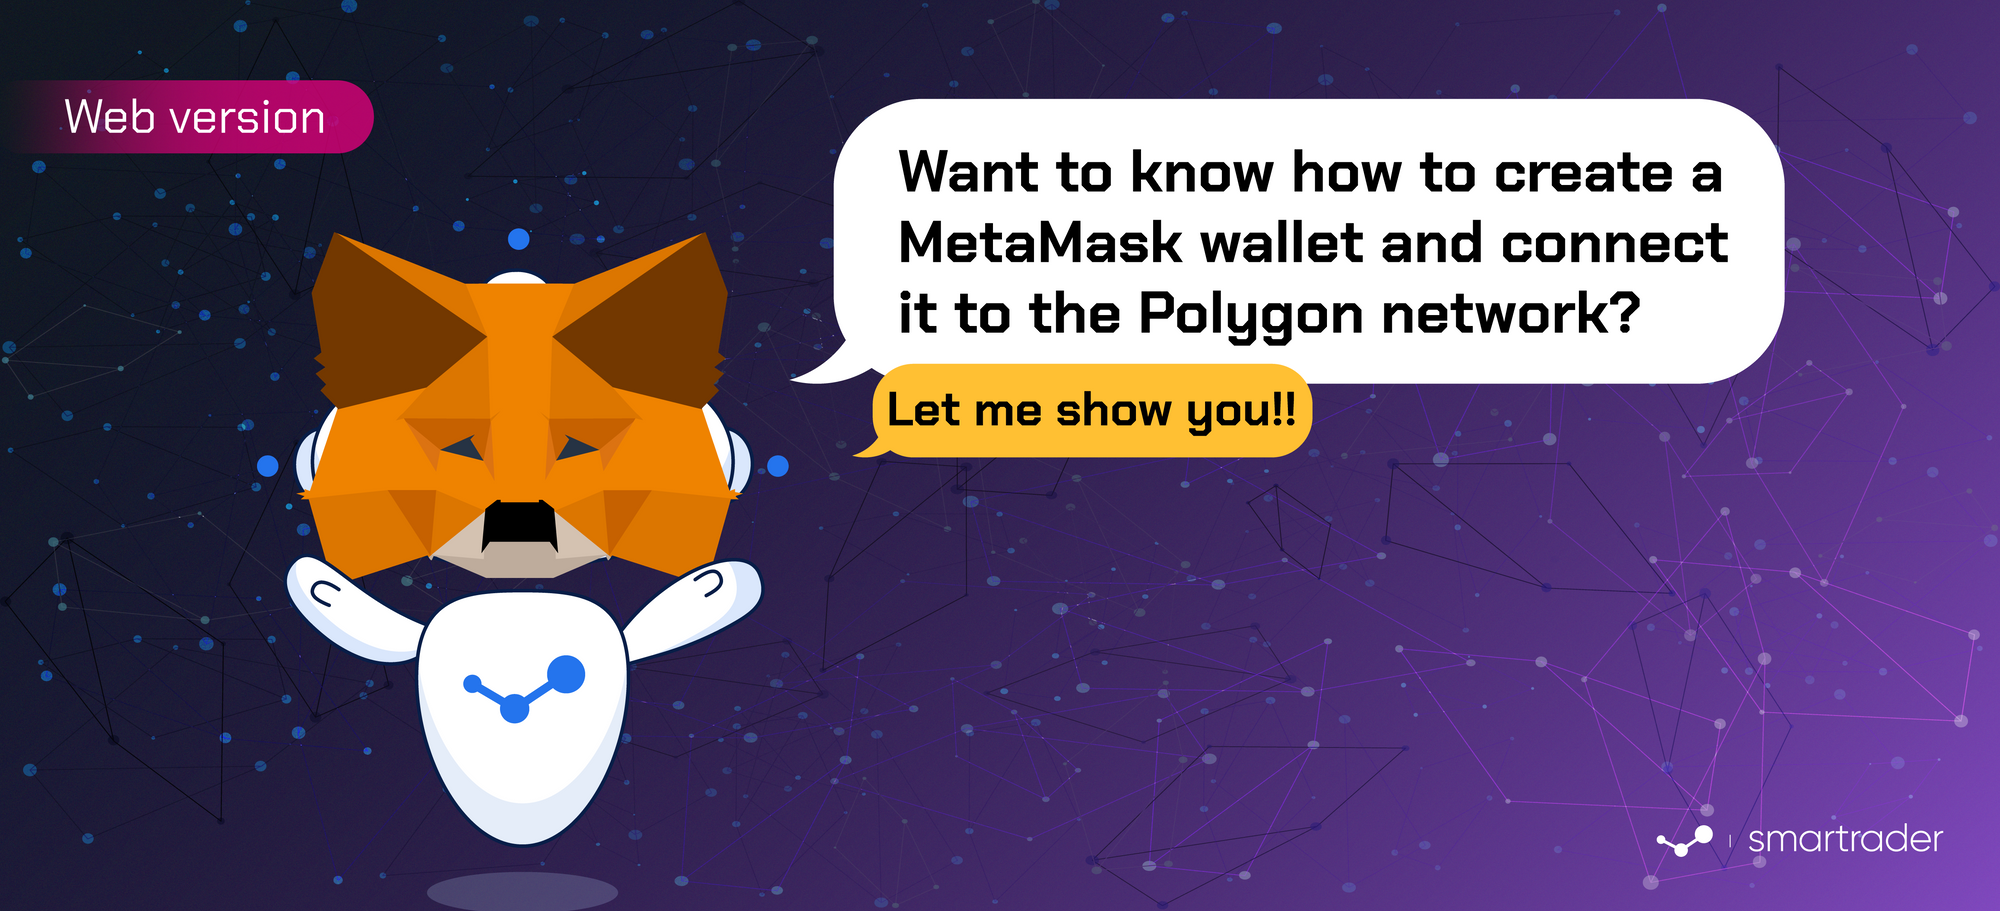 Web version
Want to know how to create a
MetaMask wallet and connect
it to the Polygon network?
Let me show you!!
smartrader